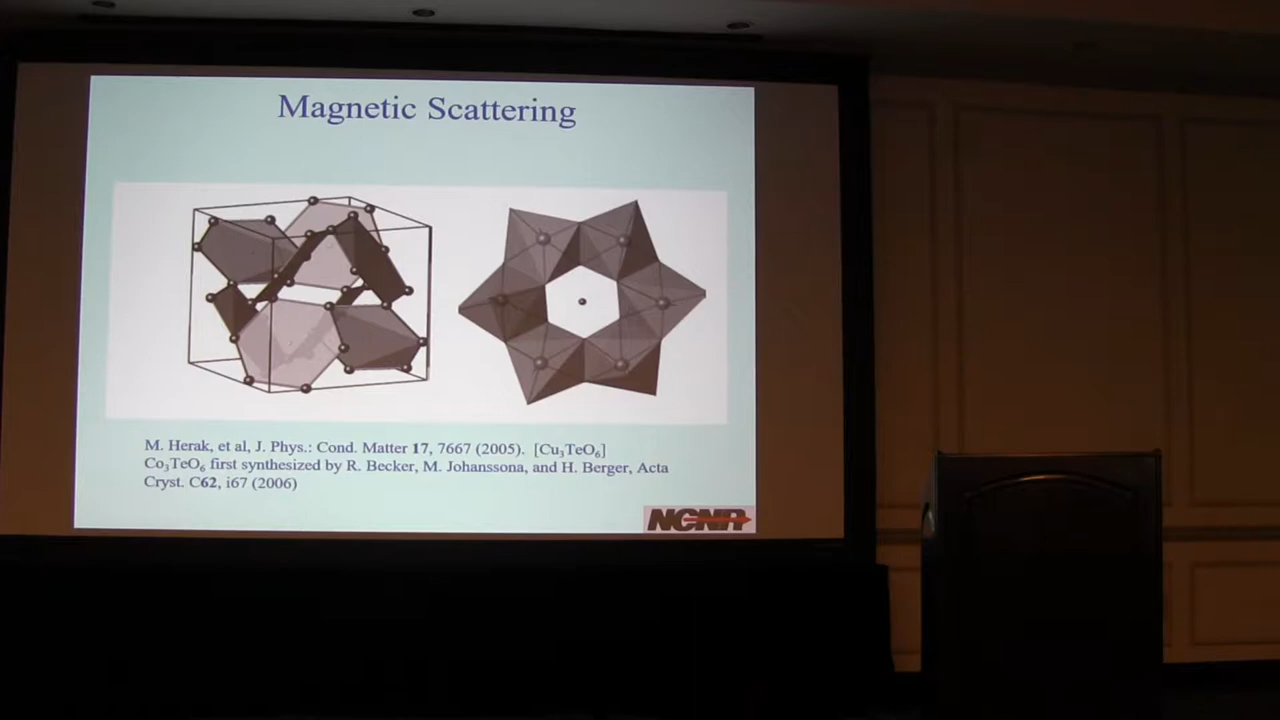 Magnetic Scattering
M. Herak, et al, J. Phys.: Cond. Matter 17, 7667 (2005). [Cu₃TeO₆]
Co₃TeO₆ first synthesized by R. Becker, M. Johanssona, and H. Berger, Acta
Cryst. C62, i67 (2006)
NCNR